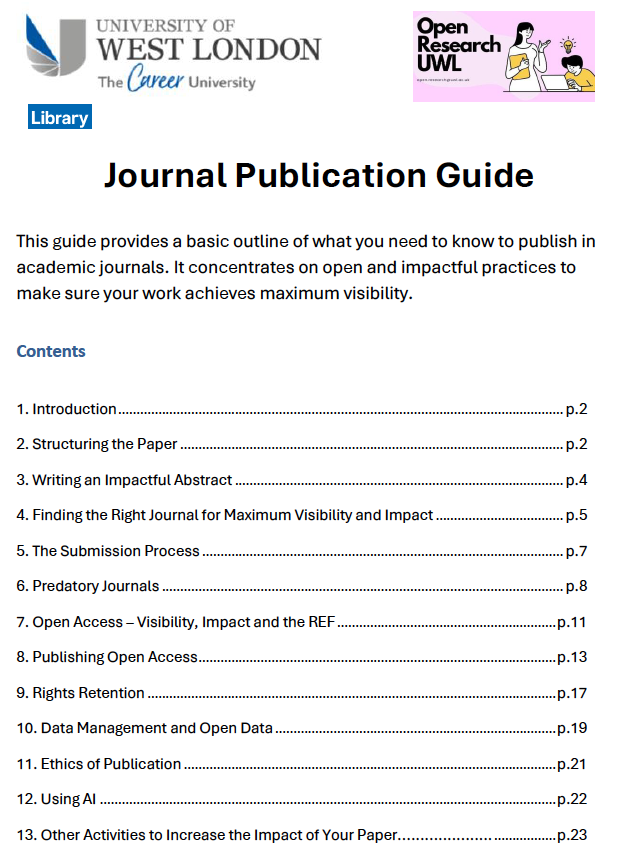 UNIVERSITY OF
WEST LONDON
The Career University
Open
Research
UWL
Library
Journal Publication Guide
This guide provides a basic outline of what you need to know to publish in
academic journals. It concentrates on open and impactful practices to
make sure your work achieves maximum visibility.
Contents
1. Introduction.......................................................................................................................... p.2
2. Structuring the Paper ......................................................................................................... p.2
3. Writing an Impactful Abstract .......................................................................................... p.4
4. Finding the Right Journal for Maximum Visibility and Impact ................................... p.5
5. The Submission Process ................................................................................................... p.7
6. Predatory Journals .............................................................................................................. p.8
7. Open Access – Visibility, Impact and the REF ............................................................p.11
8. Publishing Open Access..................................................................................................p.13
9. Rights Retention ................................................................................................................p.17
10. Data Management and Open Data .............................................................................p.19
11. Ethics of Publication .......................................................................................................p.21
12. Using AI .............................................................................................................................p.22
13. Other Activities to Increase the Impact of Your Paper...................... .................p.23